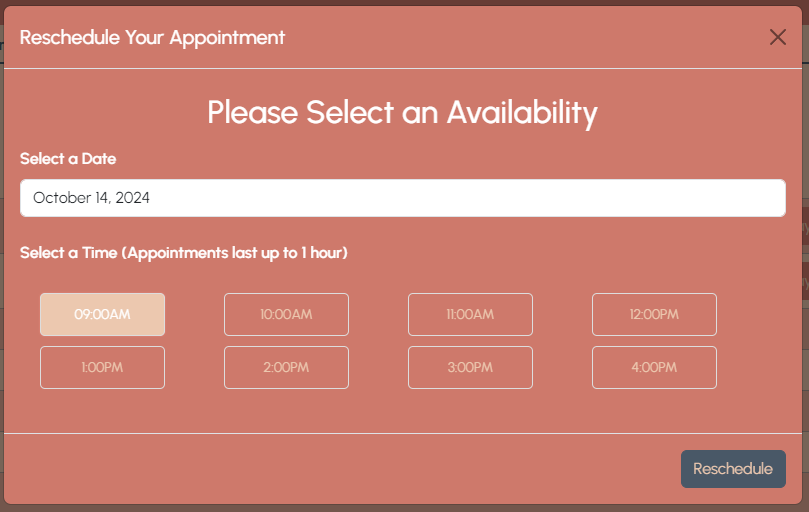 Reschedule Your Appointment
Please Select an Availability
Select a Date
October 14, 2024
Select a Time (Appointments last up to 1 hour)
09:00AM 10:00AM 11:00AM 12:00PM
1:00PM 2:00PM 3:00PM 4:00PM
Reschedule